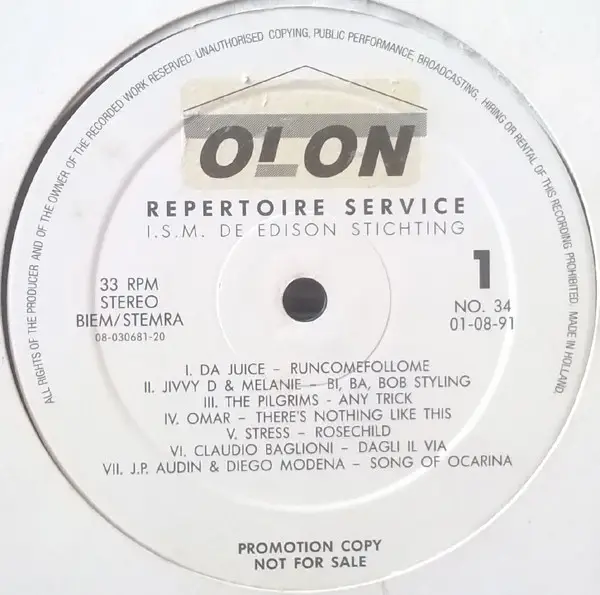 ALL RIGHTS OF THE PRODUCER AND OF THE OWNER OF THE RECORDED WORK RESERVED. UNAUTHORISED COPYING, PUBLIC PERFORMANCE, BROADCASTING, HIRING OR RENTAL OF THIS RECORDING PROHIBITED. MADE IN HOLLAND.
OLON
REPERTOIRE SERVICE
I.S.M. DE EDISON STICHTING
33 RPM
STEREO
BIEM/STEMRA
08-030681-20
1
NO. 34
01-08-91
I. DA JUICE – RUNCOMEFOLLOME
II. JIVVY D & MELANIE – BI, BA, BOB STYLING
III. THE PILGRIMS - ANY TRICK
IV. OMAR – THERE'S NOTHING LIKE THIS
V. STRESS – ROSECHILD
VI. CLAUDIO BAGLIONI – DAGLI IL VIA
VII. J.P. AUDIN & DIEGO MODENA – SONG OF OCARINA
PROMOTION COPY
NOT FOR SALE